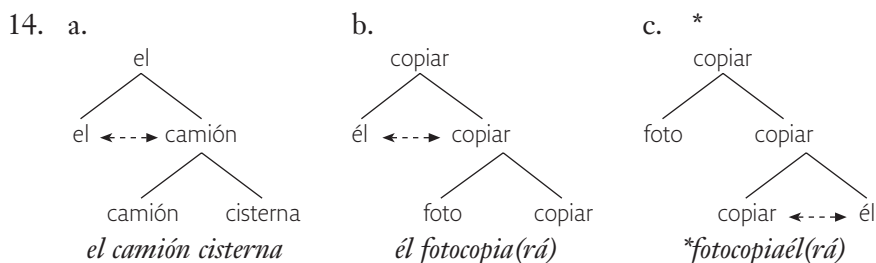 14. a. b. c. *
el copiar copiar
el camión él copiar foto copiar
camión cisterna foto copiar copiar él
el camión cisterna él fotocopia(rá) *fotocopiaél(rá)